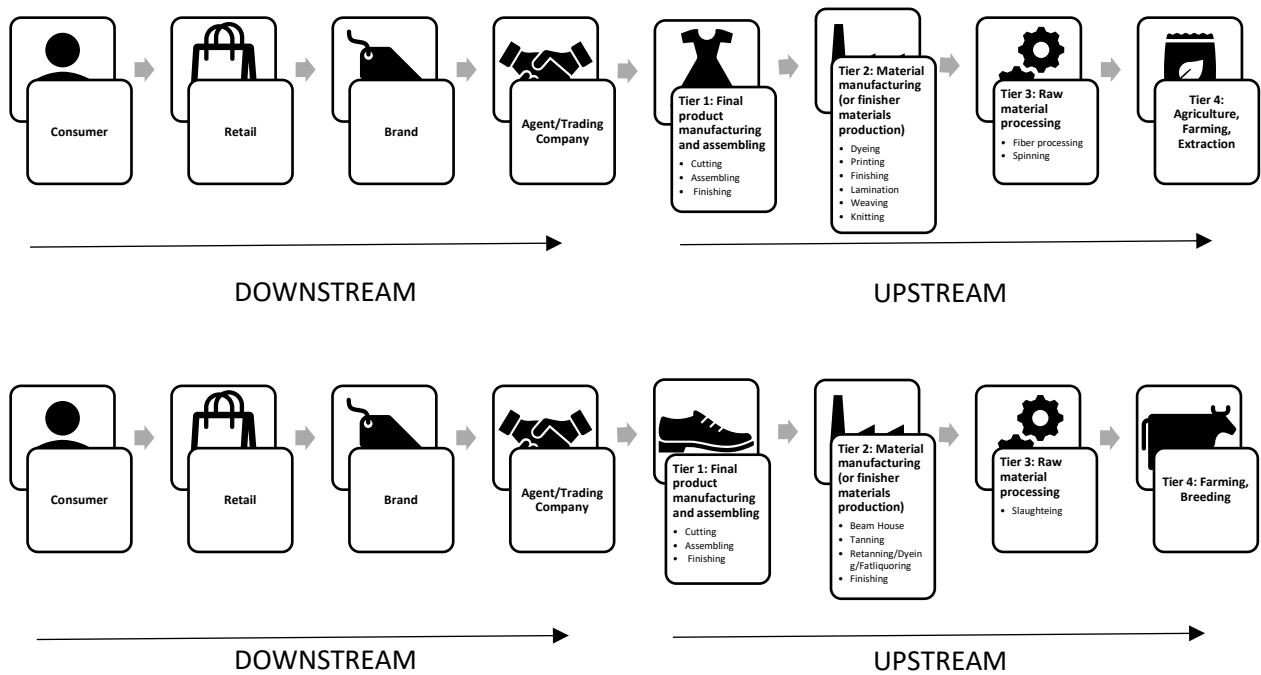 Consumer
Retail
Brand
Agent/Trading
Company
Tier 1: Final
product
manufacturing
and assembling
• Cutting
• Assembling
• Finishing
Tier 2: Material
manufacturing
(or finisher
materials
production)
• Dyeing
• Printing
• Finishing
• Lamination
• Weaving
• Knitting
Tier 3: Raw
material
processing
• Fiber processing
• Spinning
Tier 4:
Agriculture,
Farming,
Extraction
DOWNSTREAM
UPSTREAM
Consumer
Retail
Brand
Agent/Trading
Company
Tier 1: Final
product
manufacturing
and assembling
• Cutting
• Assembling
• Finishing
Tier 2: Material
manufacturing
(or finisher
materials
production)
• Beam House
• Tanning
• Retanning/Dyein
g/Fatliquoring
• Finishing
Tier 3: Raw
material
processing
• Slaughteing
Tier 4: Farming,
Breeding
DOWNSTREAM
UPSTREAM